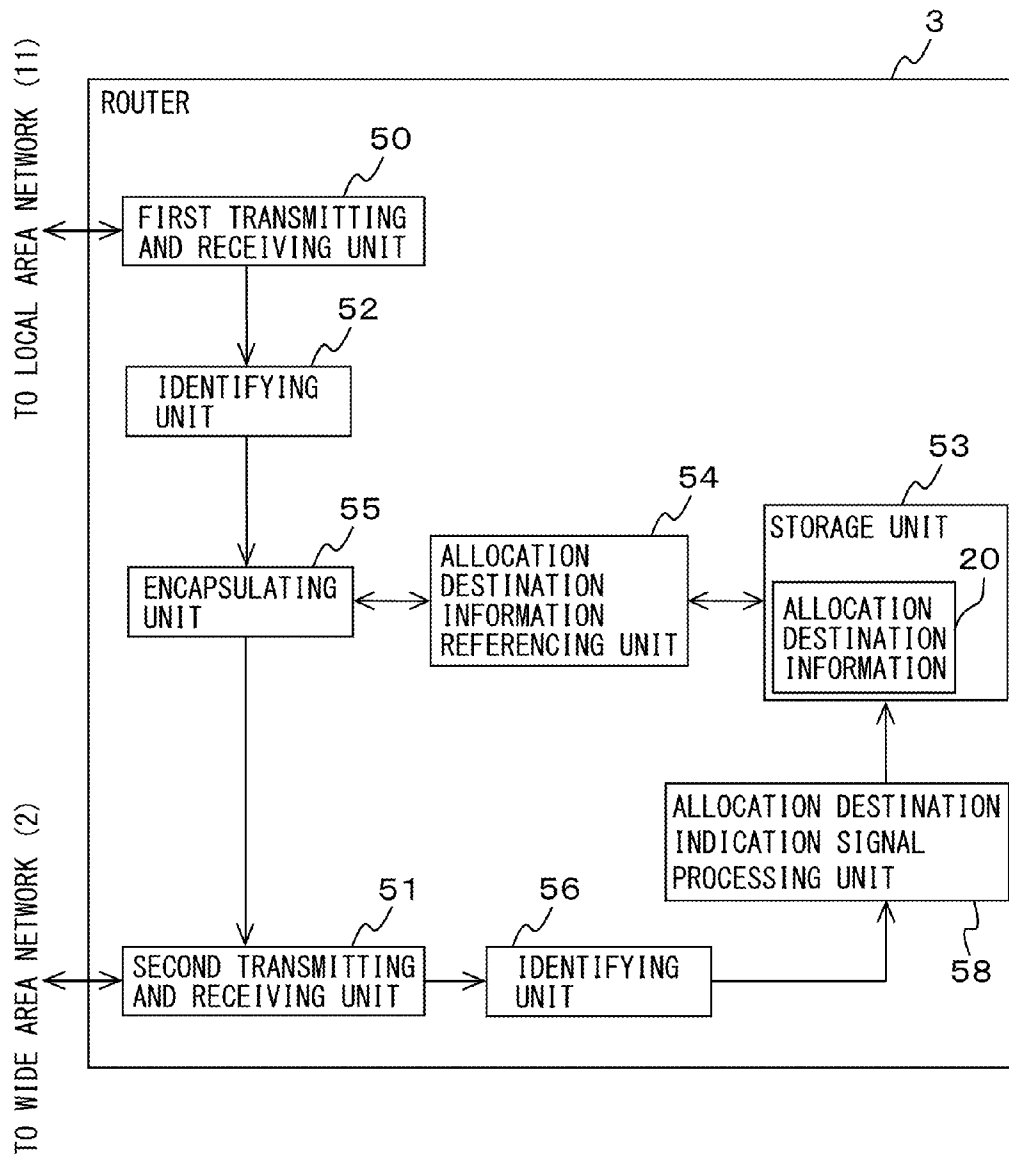 3
ROUTER
TO LOCAL AREA NETWORK (11)
50
FIRST TRANSMITTING
AND RECEIVING UNIT
52
IDENTIFYING
UNIT
55
ENCAPSULATING
UNIT
54
ALLOCATION
DESTINATION
INFORMATION
REFERENCING UNIT
53
STORAGE UNIT
20
ALLOCATION
DESTINATION
INFORMATION
ALLOCATION DESTINATION
INDICATION SIGNAL
PROCESSING UNIT
58
TO WIDE AREA NETWORK (2)
51
SECOND TRANSMITTING
AND RECEIVING UNIT
56
IDENTIFYING
UNIT